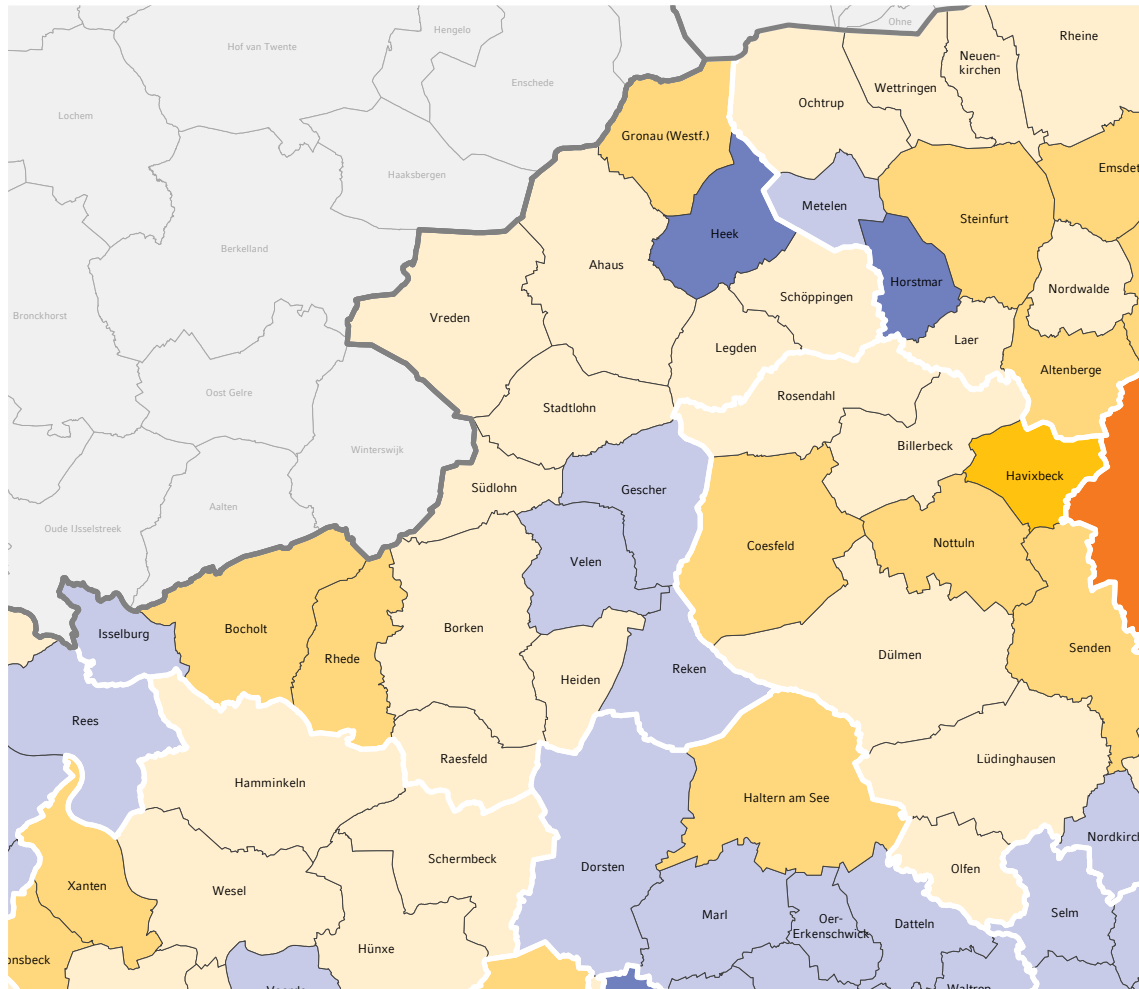 Ohne
Hengelo
Rheine
Hof van Twente
Neuen-
kirchen
Enschede
Wettringen
Ochtrup
Lochem
Gronau (Westf.)
Emsdet
Haaksbergen
Metelen
Steinfurt
Heek
Berkelland
Ahaus
Horstmar
Nordwalde
Schöppingen
Bronckhorst
Vreden
Laer
Legden
Altenberge
Oost Gelre
Rosendahl
Stadtlohn
Billerbeck
Winterswijk
Havixbeck
Südlohn
Gescher
Aalten
Oude IJsselstreek
Nottuln
Coesfeld
Velen
Borken
Bocholt
Isselburg
Senden
Dülmen
Rhede
Reken
Heiden
Rees
Raesfeld
Lüdinghausen
Hamminkeln
Haltern am See
Nordkirch
Schermbeck
Dorsten
Olfen
Xanten
Wesel
Marl
Selm
Oer-
Erkenschwick
Datteln
Hünxe
onsbeck
Voerde
Waltrop